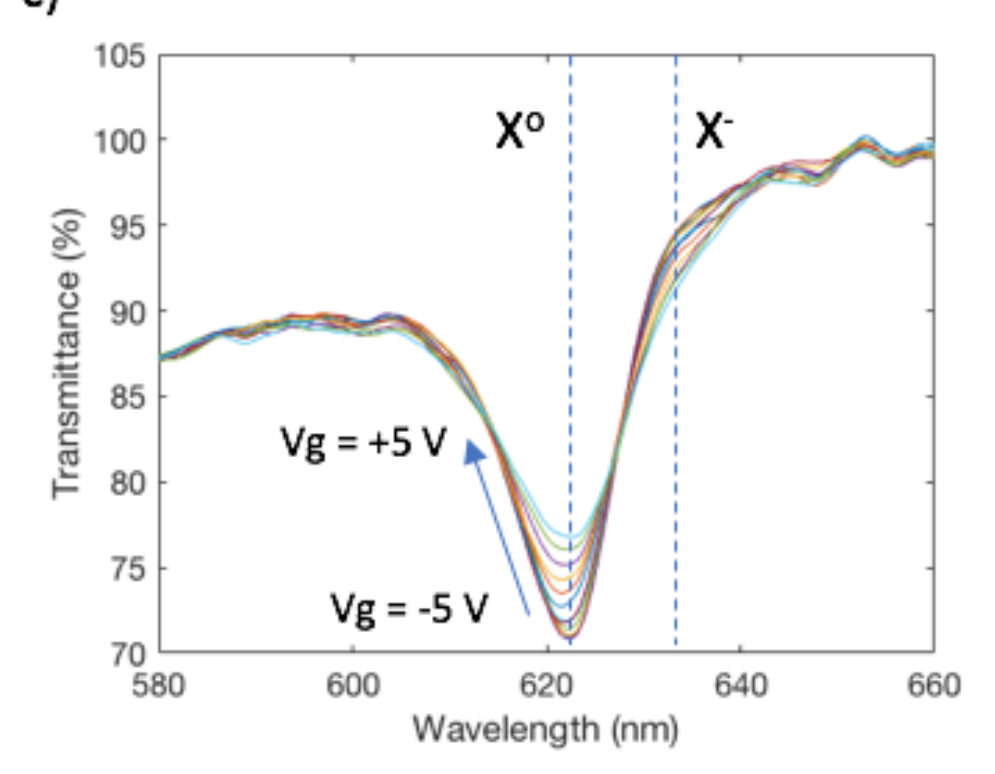 105
100
95
90
85
80
75
70
580 600 620 640 660
Transmittance (%)
Wavelength (nm)
X⁰ X⁻
Vg = +5 V
Vg = -5 V